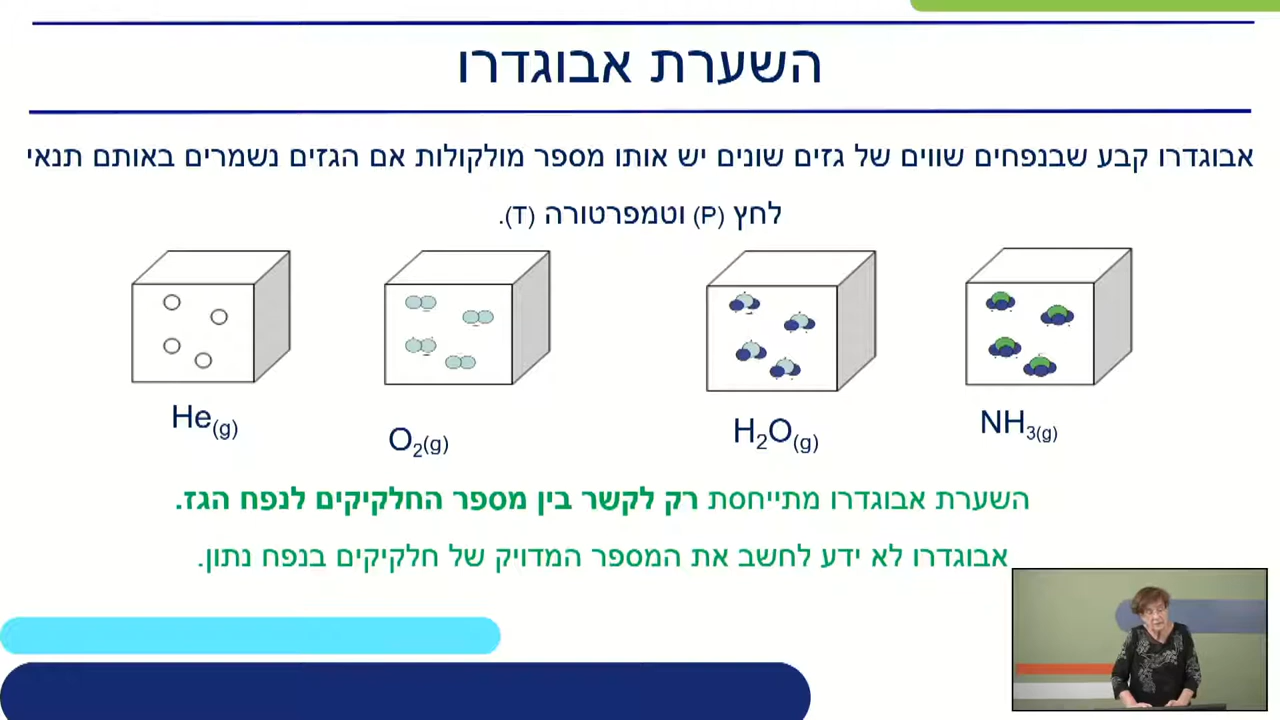 השערת אבוגדרו
אבוגדרו קבע שבנפחים שווים של גזים שונים יש אותו מספר מולקולות אם הגזים נשמרים באותם תנאי
לחץ (P) וטמפרטורה (T).
He(g)
O2(g)
H2O(g)
NH3(g)
השערת אבוגדרו מתייחסת רק לקשר בין מספר החלקיקים לנפח הגז.
אבוגדרו לא ידע לחשב את המספר המדויק של חלקיקים בנפח נתון.